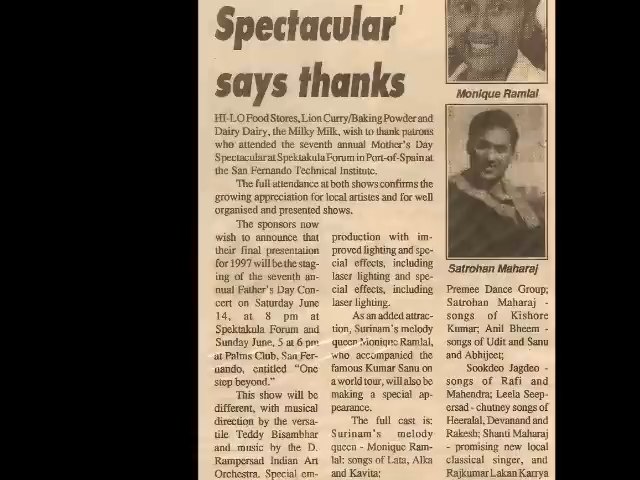 Spectacular'
says thanks
HI-LO Food Stores, Lion Curry/Baking Powder and
Dairy Dairy, the Milky Milk, wish to thank patrons
who attended the seventh annual Mother's Day
Spectacular at Spektakula Forum in Port-of-Spain at
the San Fernando Technical Institute.
The full attendance at both shows confirms the
growing appreciation for local artistes and for well
organised and presented shows.
The sponsors now
wish to announce that
their final presentation
for 1997 will be the stag-
ing of the seventh an-
nual Father's Day Con-
cert on Saturday June
14, at 8 pm at
Spektakula Forum and
Sunday June, 5 at 6 pm
at Palms Club, San Fer-
nando, entitled "One
step beyond."
This show will be
different, with musical
direction by the versa-
tile Teddy Bisambhar
and music by the D.
Rampersad Indian Art
Orchestra. Special em-
production with im-
proved lighting and spe-
cial effects, including
laser lighting and spe-
cial effects, including
laser lighting.
As an added attrac-
tion, Surinam's melody
queen Monique Ramlal,
who accompanied the
famous Kumar Sanu on
a world tour, will also be
making a special ap-
pearance.
The full cast is:
Surinam's melody
queen - Monique Ram-
lal: songs of Lata, Alka
and Kavita;
Monique Ramlal
Satrohan Maharaj
Premee Dance Group;
Satrohan Maharaj -
songs of Kishore
Kumar; Anil Bheem -
songs of Udit and Sanu
and Abhijeet;
Sookdeo Jagdeo -
songs of Rafi and
Mahendra; Leela Seep-
ersad - chutney songs of
Heeralal, Devanand and
Rakesh; Shanti Maharaj
- promising new local
classical singer, and
Rajkumar Lakan Karrya